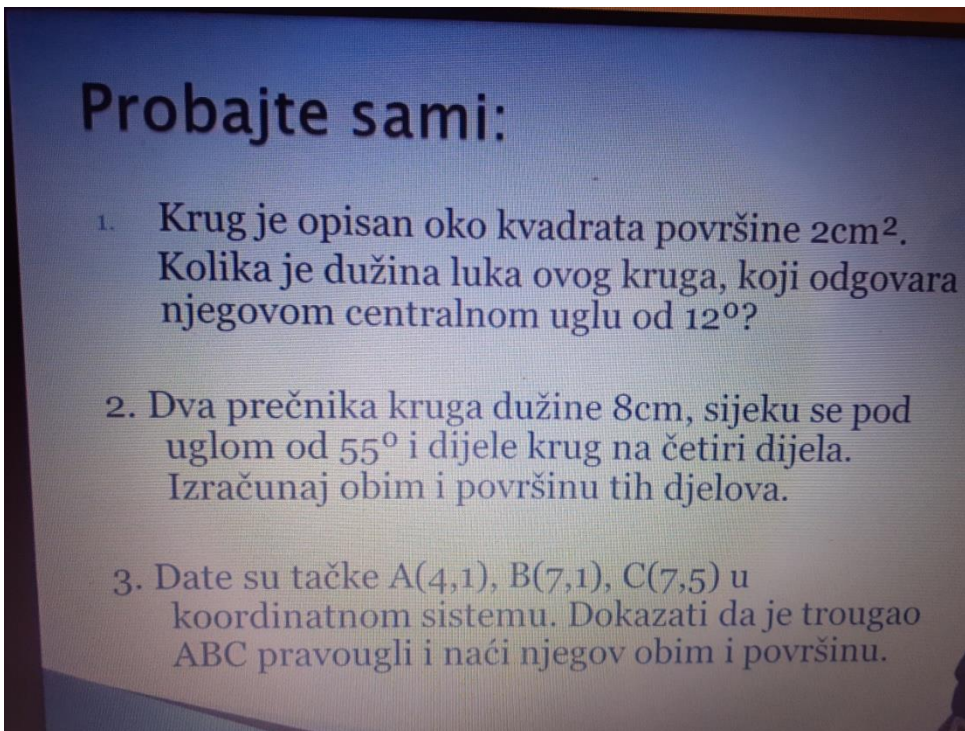 Probajte sami:
1. Krug je opisan oko kvadrata površine 2cm².
Kolika je dužina luka ovog kruga, koji odgovara
njegovom centralnom uglu od 12º?
2. Dva prečnika kruga dužine 8cm, sijeku se pod
uglom od 55º i dijele krug na četiri dijela.
Izračunaj obim i površinu tih djelova.
3. Date su tačke A(4,1), B(7,1), C(7,5) u
koordinatnom sistemu. Dokazati da je trougao
ABC pravougli i naći njegov obim i površinu.